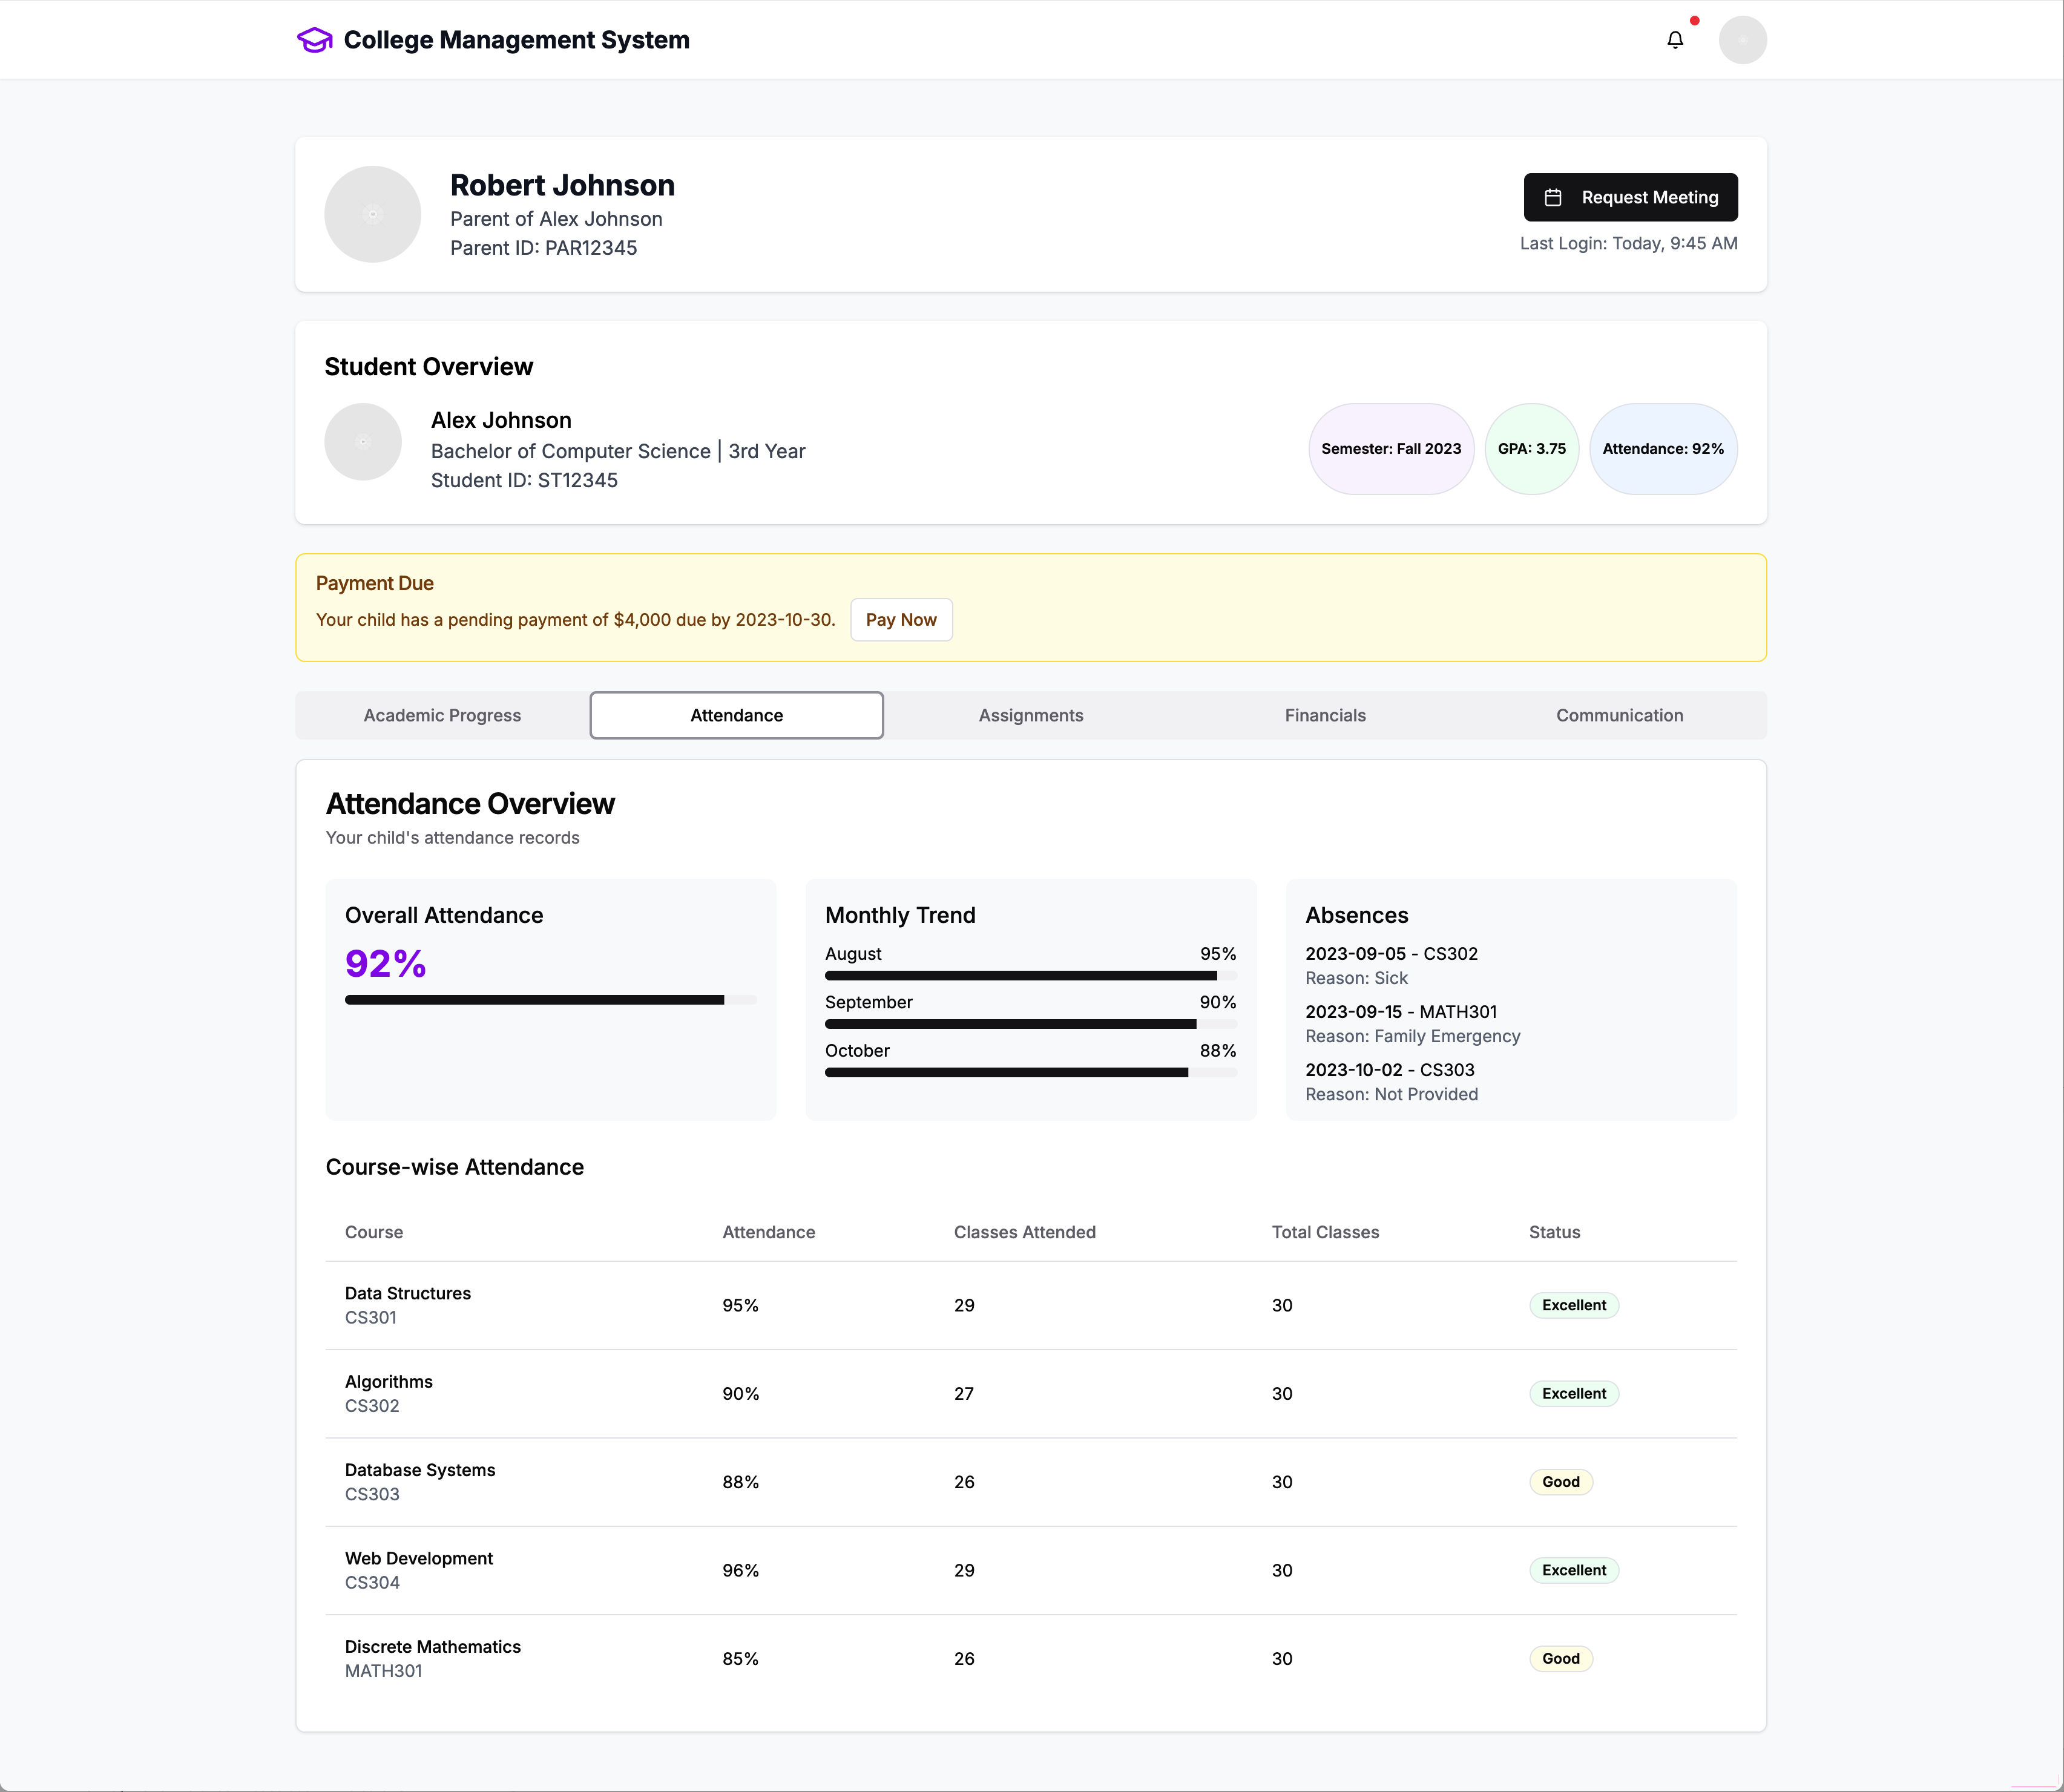 College Management System
Robert Johnson
Parent of Alex Johnson
Parent ID: PAR12345
Request Meeting
Last Login: Today, 9:45 AM
Student Overview
Alex Johnson
Bachelor of Computer Science | 3rd Year
Student ID: ST12345
Semester: Fall 2023
GPA: 3.75
Attendance: 92%
Payment Due
Your child has a pending payment of $4,000 due by 2023-10-30.
Pay Now
Academic Progress
Attendance
Assignments
Financials
Communication
Attendance Overview
Your child's attendance records
Overall Attendance
92%
Monthly Trend
August 95%
September 90%
October 88%
Absences
2023-09-05 - CS302
Reason: Sick
2023-09-15 - MATH301
Reason: Family Emergency
2023-10-02 - CS303
Reason: Not Provided
Course-wise Attendance
Course Attendance Classes Attended Total Classes Status
Data Structures
CS301
95% 29 30 Excellent
Algorithms
CS302
90% 27 30 Excellent
Database Systems
CS303
88% 26 30 Good
Web Development
CS304
96% 29 30 Excellent
Discrete Mathematics
MATH301
85% 26 30 Good